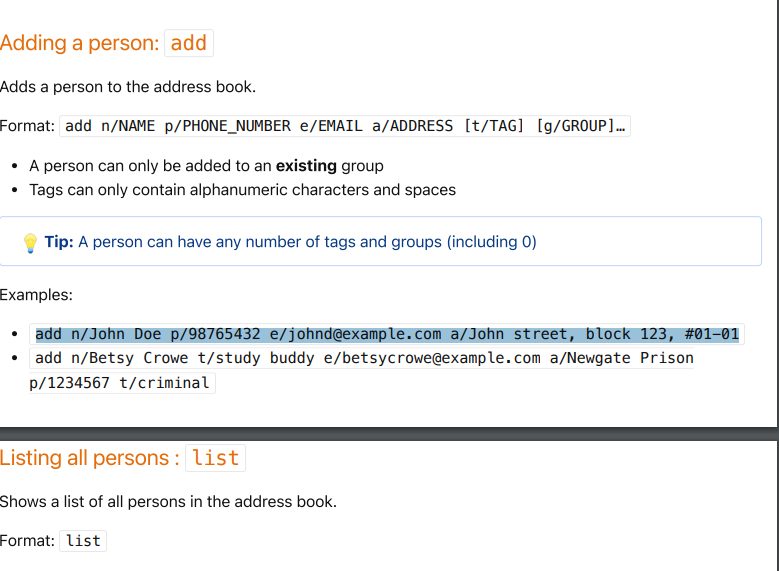 Adding a person: add
Adds a person to the address book.
Format: add n/NAME p/PHONE_NUMBER e/EMAIL a/ADDRESS [t/TAG] [g/GROUP]…
• A person can only be added to an existing group
• Tags can only contain alphanumeric characters and spaces
💡 Tip: A person can have any number of tags and groups (including 0)
Examples:
• add n/John Doe p/98765432 e/johnd@example.com a/John street, block 123, #01-01
• add n/Betsy Crowe t/study buddy e/betsycrowe@example.com a/Newgate Prison
p/1234567 t/criminal
Listing all persons : list
Shows a list of all persons in the address book.
Format: list